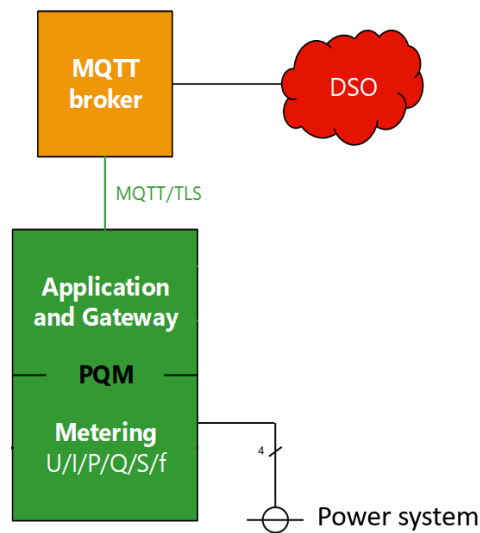 MQTT
broker
DSO
MQTT/TLS
Application
and Gateway
PQM
Metering
U/I/P/Q/S/f
4
Power system